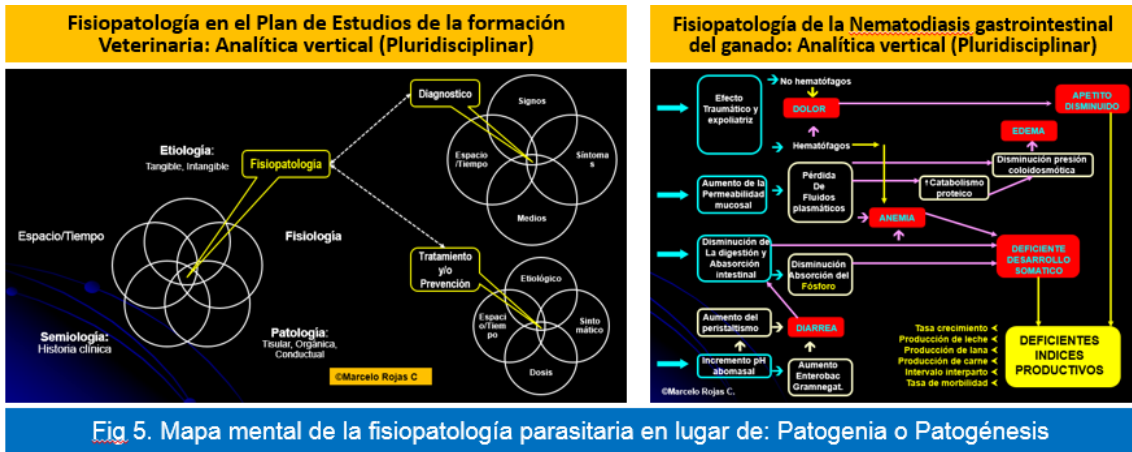 Fisiopatología en el Plan de Estudios de la formación
Veterinaria: Analítica vertical (Pluridisciplinar)
Etiología:
Tangible, Intangible
Fisiopatología
Espacio/Tiempo
Fisiología
Semiología:
Historia clínica
Patología:
Tisular, Orgánica,
Conductual
Diagnostico
Signos
Espacio
/Tiempo
Síntoma
s
Medios
Tratamiento
y/o
Prevención
Etiológico
Espaci
o/Tiem
po
Sinto
mático
Dosis
©Marcelo Rojas C
Fisiopatología de la Nematodiasis gastrointestinal
del ganado: Analítica vertical (Pluridisciplinar)
Efecto
Traumático y
expoliatriz
No hematófagos
DOLOR
Hematófagos
APETITO
DISMINUIDO
EDEMA
Aumento de la
Permeabilidad
mucosal
Pérdida
De
Fluidos
plasmáticos
↑Catabolismo
proteico
Disminución presión
coloidosmótica
ANEMIA
Disminución de
La digestión y
Abasorción
intestinal
Disminución
Absorción del
Fósforo
DEFICIENTE
DESARROLLO
SOMATICO
Aumento del
peristaltismo
DIARREA
Incremento pH
abomasal
Aumento
Enterobac
Gramnegat.
Tasa crecimiento
Producción de leche
Producción de lana
Producción de carne
Intervalo interparto
Tasa de morbilidad
DEFICIENTES
INDICES
PRODUCTIVOS
©Marcelo Rojas C.
Fig 5. Mapa mental de la fisiopatología parasitaria en lugar de: Patogenia o Patogénesis